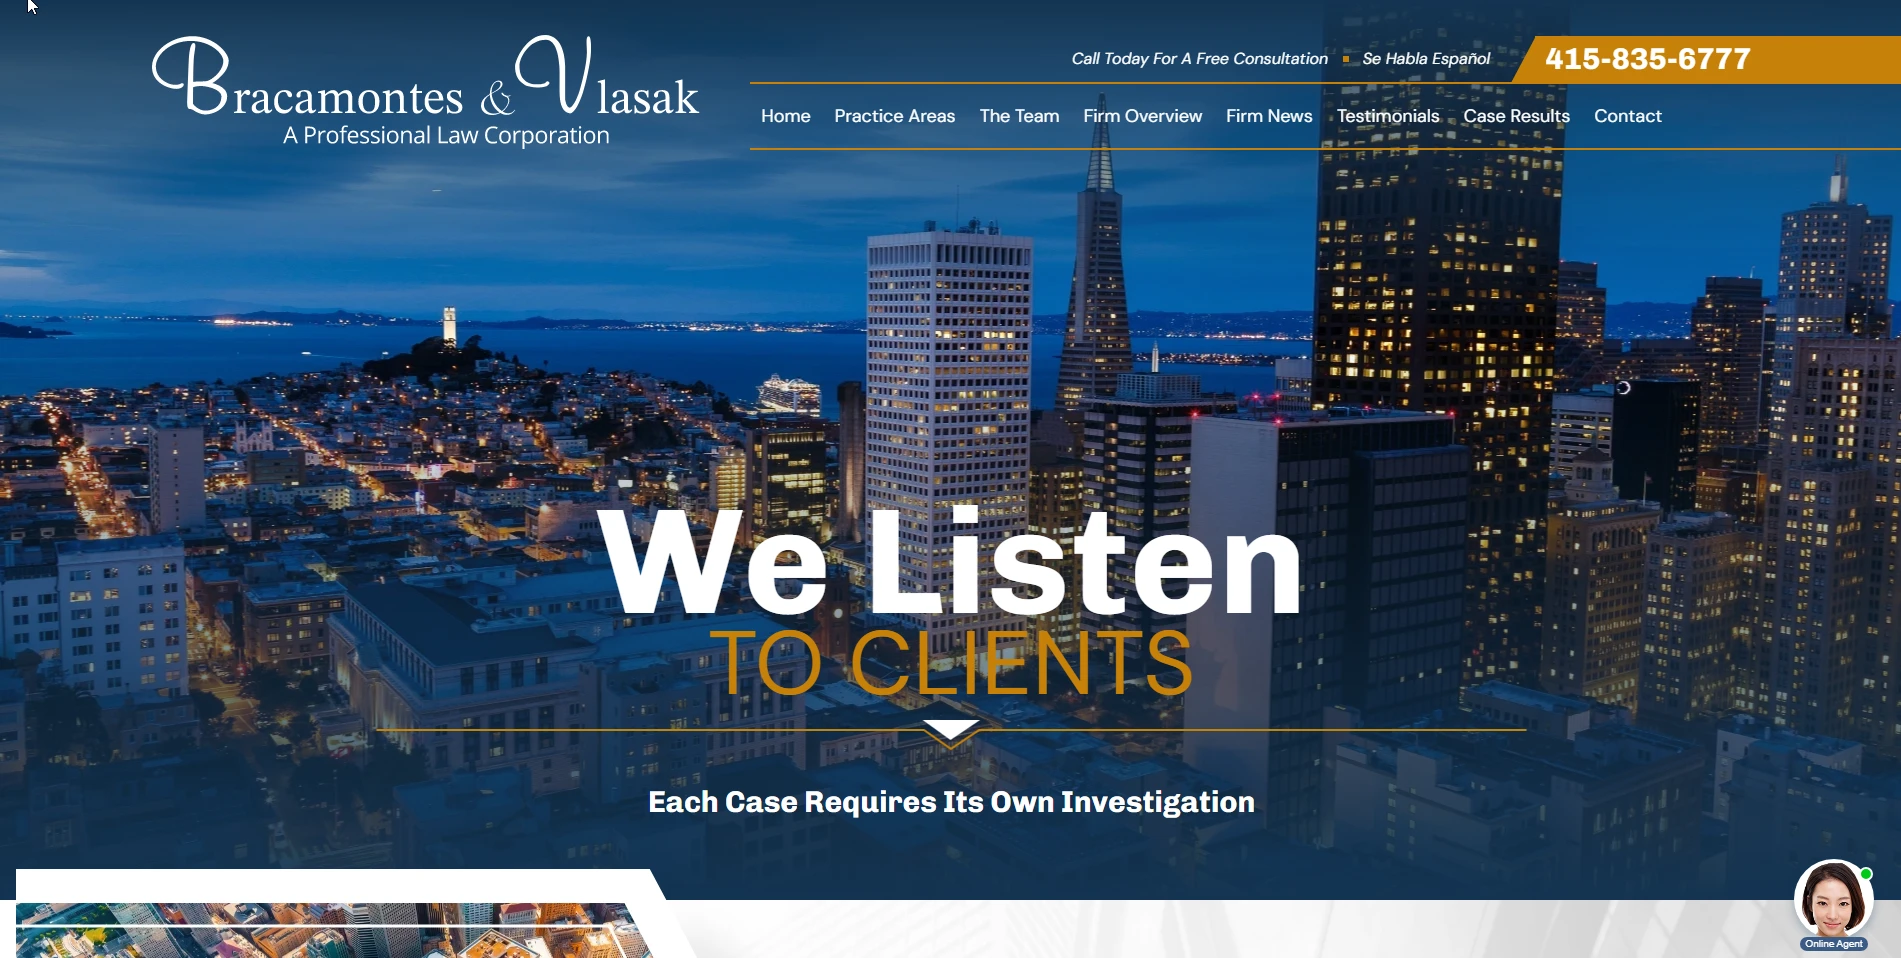 Bracamontes & Vlasak
A Professional Law Corporation
Call Today For A Free Consultation
Se Habla Español
415-835-6777
Home Practice Areas The Team Firm Overview Firm News Testimonials Case Results Contact
We Listen
TO CLIENTS
Each Case Requires Its Own Investigation
Online Agent